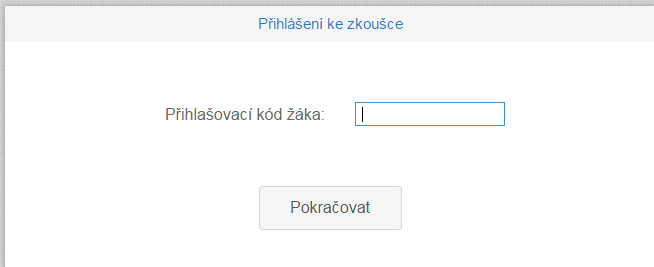 Přihlášení ke zkoušce
Přihlašovací kód žáka:
Pokračovat